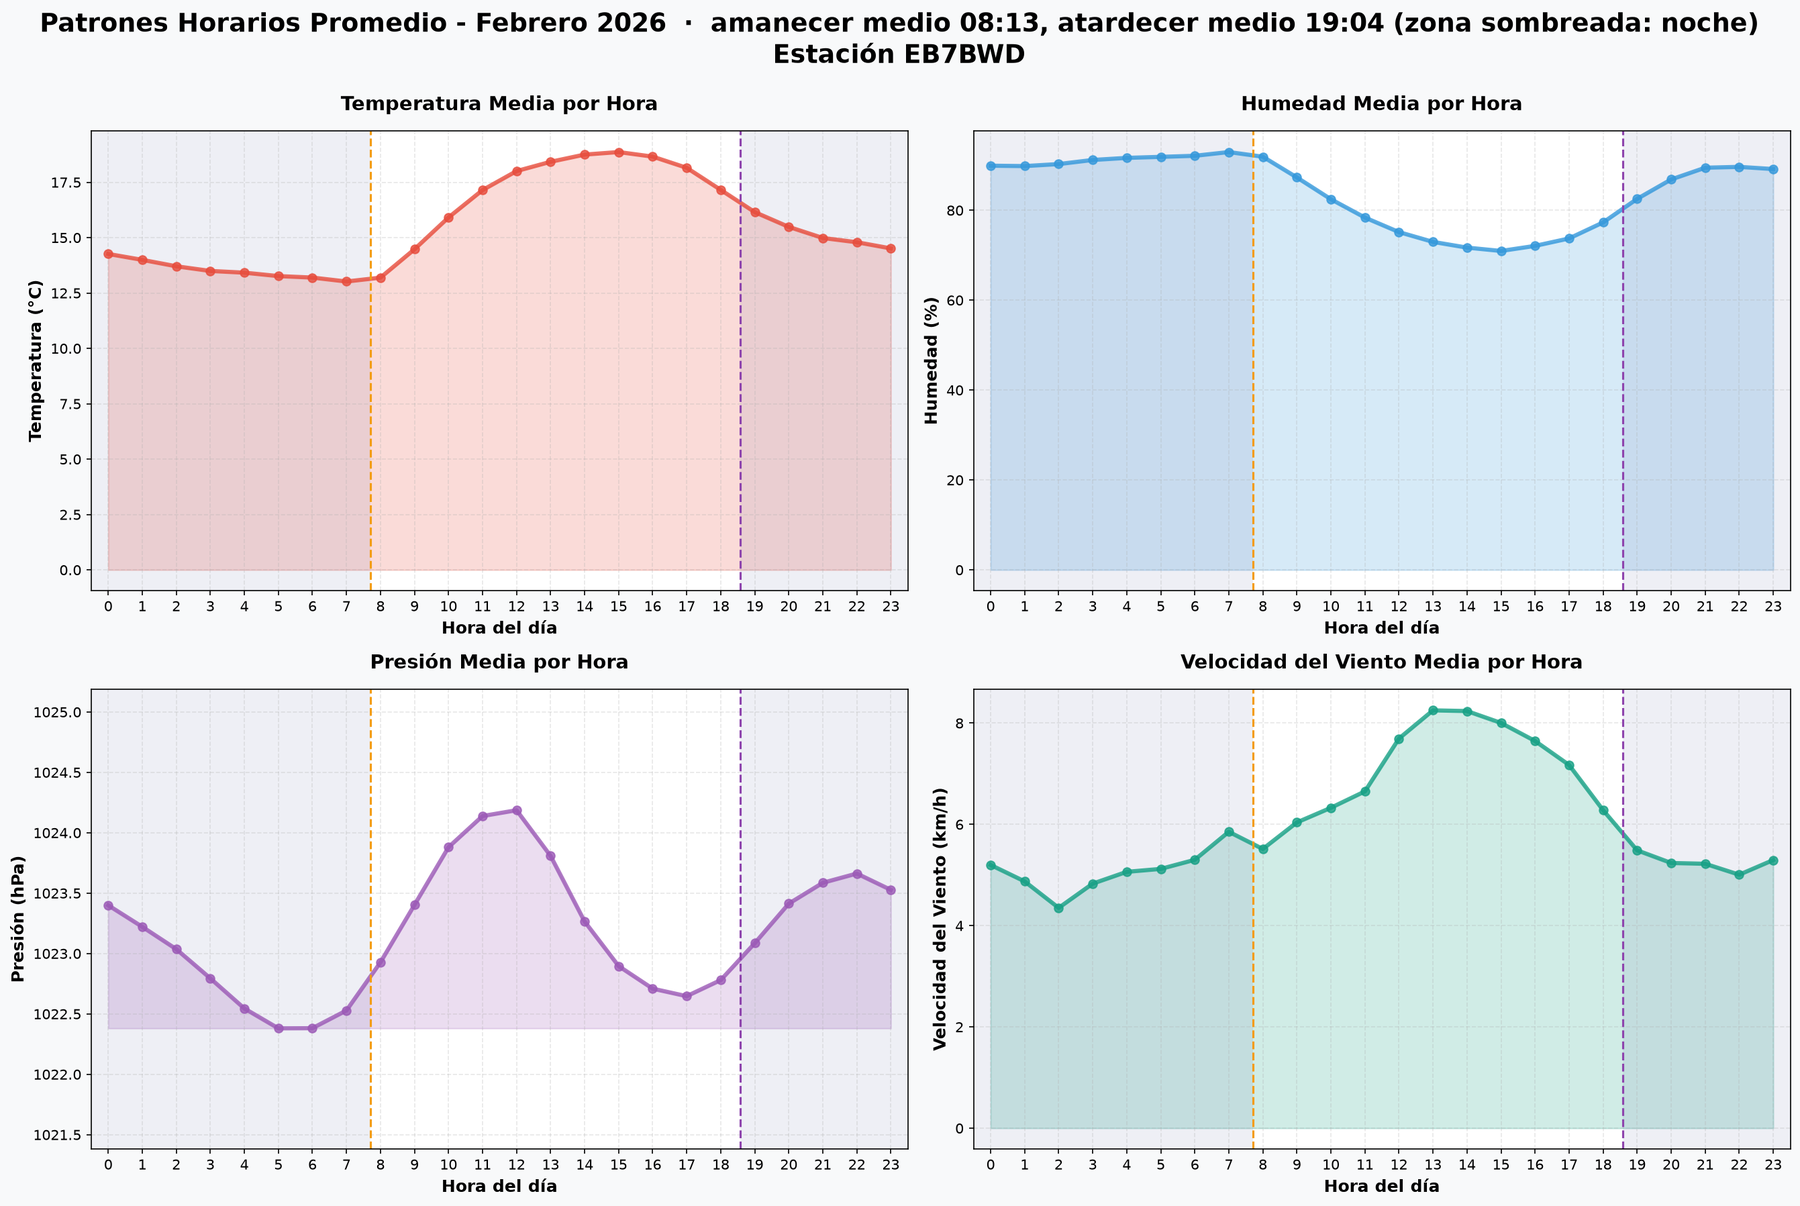 Patrones Horarios Promedio - Febrero 2026 · amanecer medio 08:13, atardecer medio 19:04 (zona sombreada: noche)
Estación EB7BWD
Temperatura Media por Hora
Temperatura (°C)
17.5
15.0
12.5
10.0
7.5
5.0
2.5
0.0
0 1 2 3 4 5 6 7 8 9 10 11 12 13 14 15 16 17 18 19 20 21 22 23
Hora del día
Humedad Media por Hora
Humedad (%)
80
60
40
20
0
0 1 2 3 4 5 6 7 8 9 10 11 12 13 14 15 16 17 18 19 20 21 22 23
Hora del día
Presión Media por Hora
Presión (hPa)
1025.0
1024.5
1024.0
1023.5
1023.0
1022.5
1022.0
1021.5
0 1 2 3 4 5 6 7 8 9 10 11 12 13 14 15 16 17 18 19 20 21 22 23
Hora del día
Velocidad del Viento Media por Hora
Velocidad del Viento (km/h)
8
6
4
2
0
0 1 2 3 4 5 6 7 8 9 10 11 12 13 14 15 16 17 18 19 20 21 22 23
Hora del día